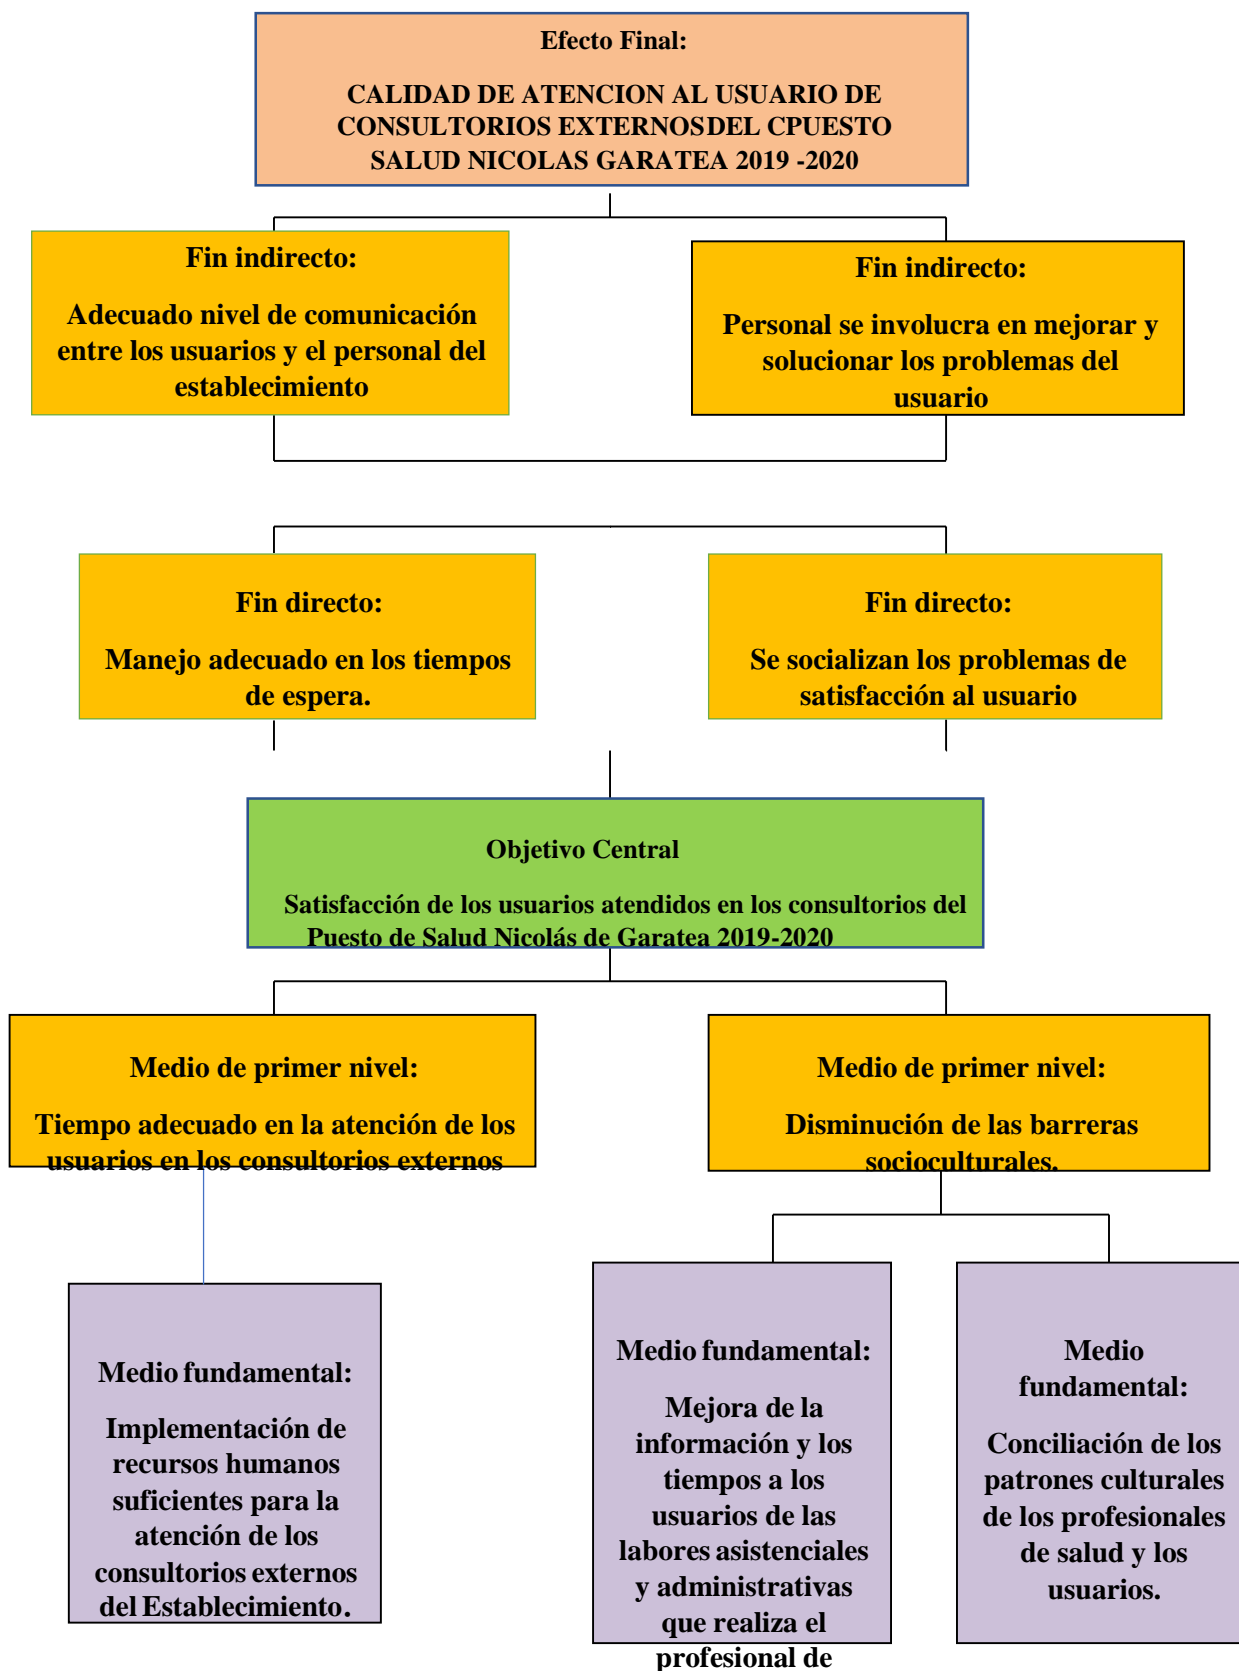 Efecto Final:
CALIDAD DE ATENCION AL USUARIO DE
CONSULTORIOS EXTERNOS DEL CPUESTO
SALUD NICOLAS GARATEA 2019 -2020
Fin indirecto:
Adecuado nivel de comunicación
entre los usuarios y el personal del
establecimiento
Fin indirecto:
Personal se involucra en mejorar y
solucionar los problemas del
usuario
Fin directo:
Manejo adecuado en los tiempos
de espera.
Fin directo:
Se socializan los problemas de
satisfacción al usuario
Objetivo Central
Satisfacción de los usuarios atendidos en los consultorios del
Puesto de Salud Nicolás de Garatea 2019-2020
Medio de primer nivel:
Tiempo adecuado en la atención de los
usuarios en los consultorios externos
Medio de primer nivel:
Disminución de las barreras
socioculturales.
Medio fundamental:
Implementación de
recursos humanos
suficientes para la
atención de los
consultorios externos
del Establecimiento.
Medio fundamental:
Mejora de la
información y los
tiempos a los
usuarios de las
labores asistenciales
y administrativas
que realiza el
profesional de
Medio
fundamental:
Conciliación de los
patrones culturales
de los profesionales
de salud y los
usuarios.